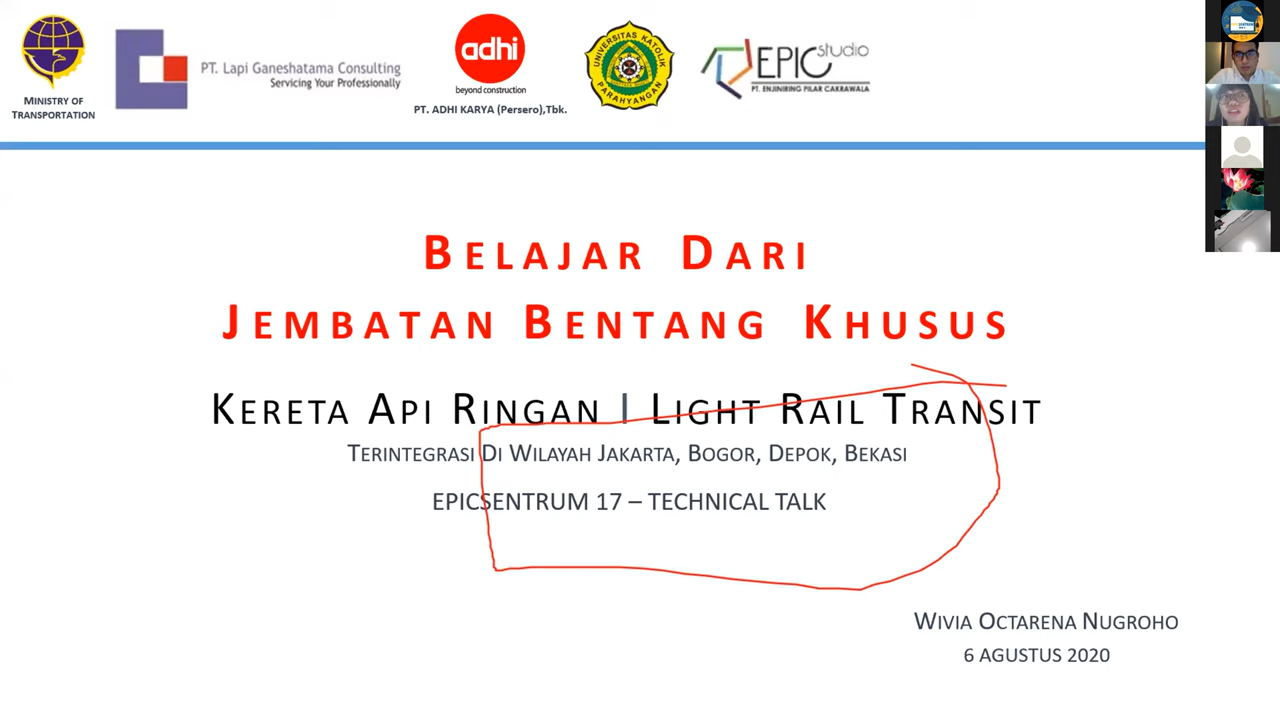 MINISTRY OF
TRANSPORTATION
PT. Lapi Ganeshatama Consulting
Servicing Your Professionally
adhi
beyond construction
PT. ADHI KARYA (Persero),Tbk.
UNIVERSITAS KATOLIK
PARAHYANGAN
EPIC studio
PT. ENJINIRING PILAR CAKRAWALA
BELAJAR DARI
JEMBATAN BENTANG KHUSUS
KERETA API RINGAN | LIGHT RAIL TRANSIT
TERINTEGRASI DI WILAYAH JAKARTA, BOGOR, DEPOK, BEKASI
EPICSENTRUM 17 – TECHNICAL TALK
WIVIA OCTARENA NUGROHO
6 AGUSTUS 2020